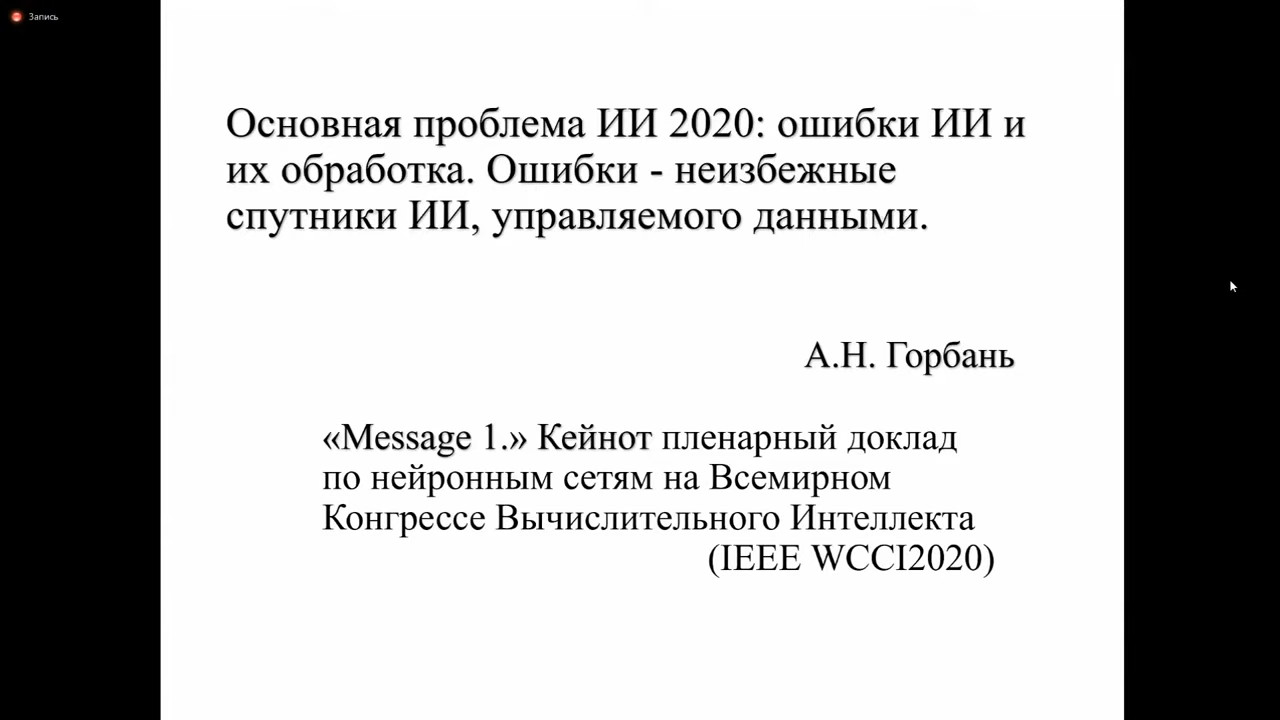 Запись
Основная проблема ИИ 2020: ошибки ИИ и
их обработка. Ошибки - неизбежные
спутники ИИ, управляемого данными.
А.Н. Горбань
«Message 1.» Кейнот пленарный доклад
по нейронным сетям на Всемирном
Конгрессе Вычислительного Интеллекта
(IEEE WCCI2020)